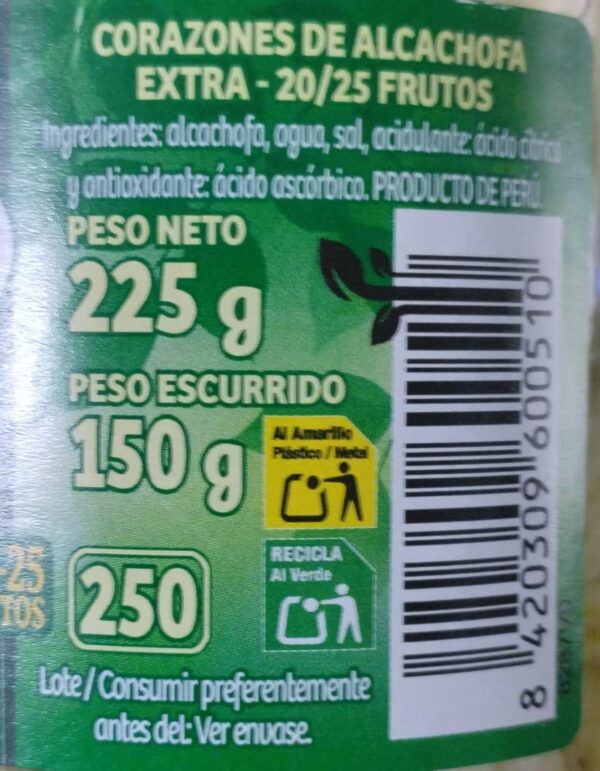 CORAZONES DE ALCACHOFA
EXTRA - 20/25 FRUTOS
Ingredientes: alcachofa, agua, sal, acidulante: ácido cítrico
y antioxidante: ácido ascórbico. PRODUCTO DE PERÚ.
PESO NETO
225 g
PESO ESCURRIDO
150 g
Al Amarillo
Plástico / Metal
RECICLA
Al Verde
-25
TOS
250
Lote / Consumir preferentemente
antes del: Ver envase.
8 420309 600510